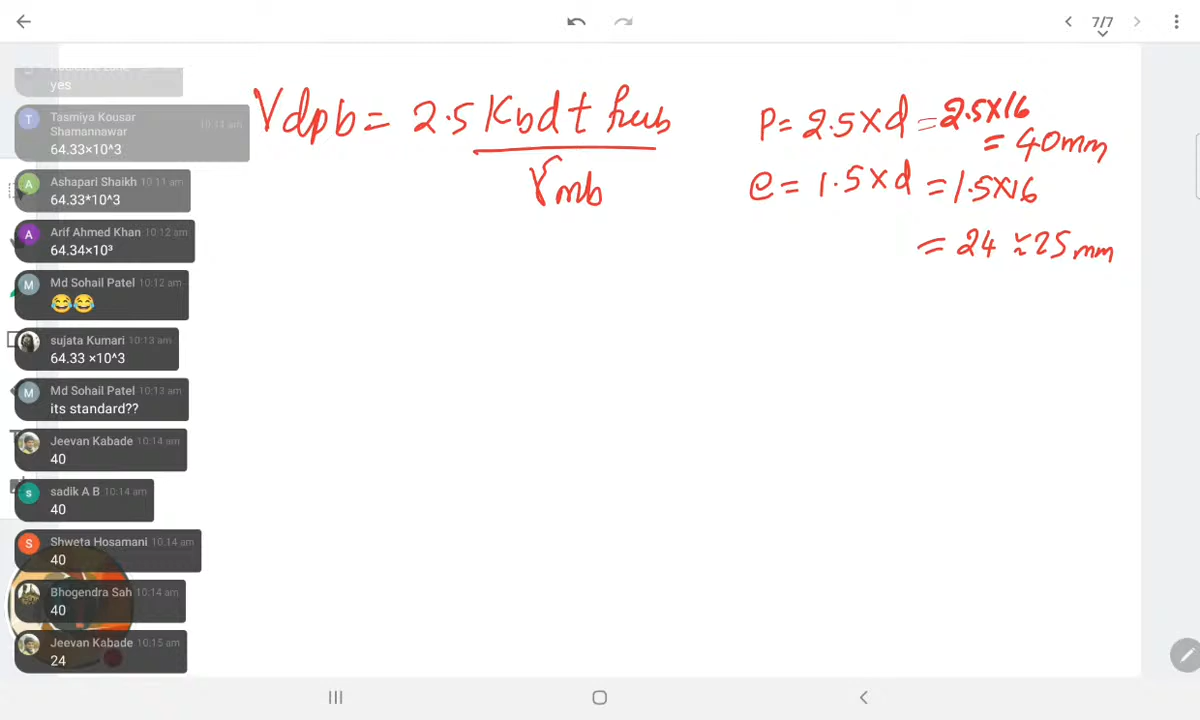 7/7
yes
T
Tasmiya Kousar Shamannawar 10:11 am
64.33×10^3
A
Ashapari Shaikh 10:11 am
64.33*10^3
A
Arif Ahmed Khan 10:12 am
64.34×10³
M
Md Sohail Patel 10:12 am
😂😂
sujata Kumari 10:13 am
64.33 ×10^3
M
Md Sohail Patel 10:13 am
its standard??
Jeevan Kabade 10:14 am
40
s
sadik A B 10:14 am
40
S
Shweta Hosamani 10:14 am
40
Bhogendra Sah 10:14 am
40
Jeevan Kabade 10:15 am
24
Vdpb = 2.5 Kb d t fub
γmb
P = 2.5 × d = 2.5×16
= 40mm
e = 1.5 × d = 1.5×16
= 24 ≈ 25 mm